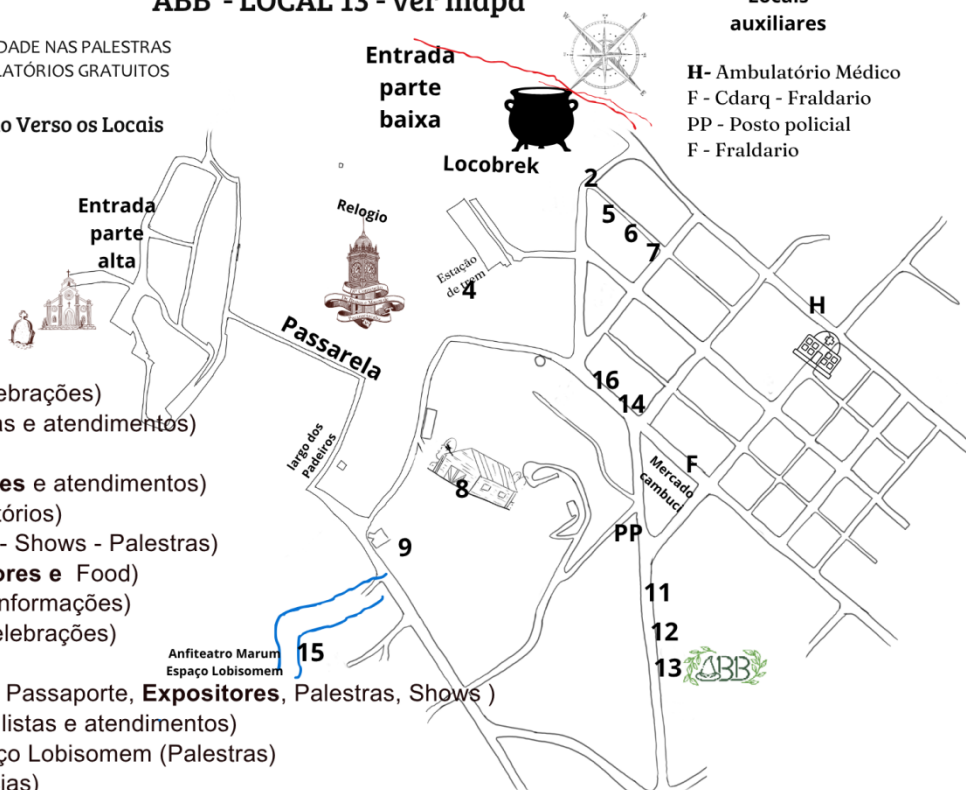 ABB - LOCAL 13 - ver mapa
Locais
auxiliares
DADE NAS PALESTRAS
LATÓRIOS GRATUITOS
o Verso os Locais
Entrada
parte
baixa
Locobrek
H- Ambulatório Médico
F - Cdarq - Fraldario
PP - Posto policial
F - Fraldario
Entrada
parte
alta
Relogio
Estação
de trem
4
2
5
6
7
H
Passarela
largo dos
Padeiros
16
14
F
Mercado
cambuci
8
PP
9
11
12
13 ABB
15
Anfiteatro Marum
Espaço Lobisomem
ebrações)
as e atendimentos)
es e atendimentos)
tórios)
- Shows - Palestras)
ores e Food)
nformações)
elebrações)
Passaporte, Expositores, Palestras, Shows )
listas e atendimentos)
ço Lobisomem (Palestras)
ias)